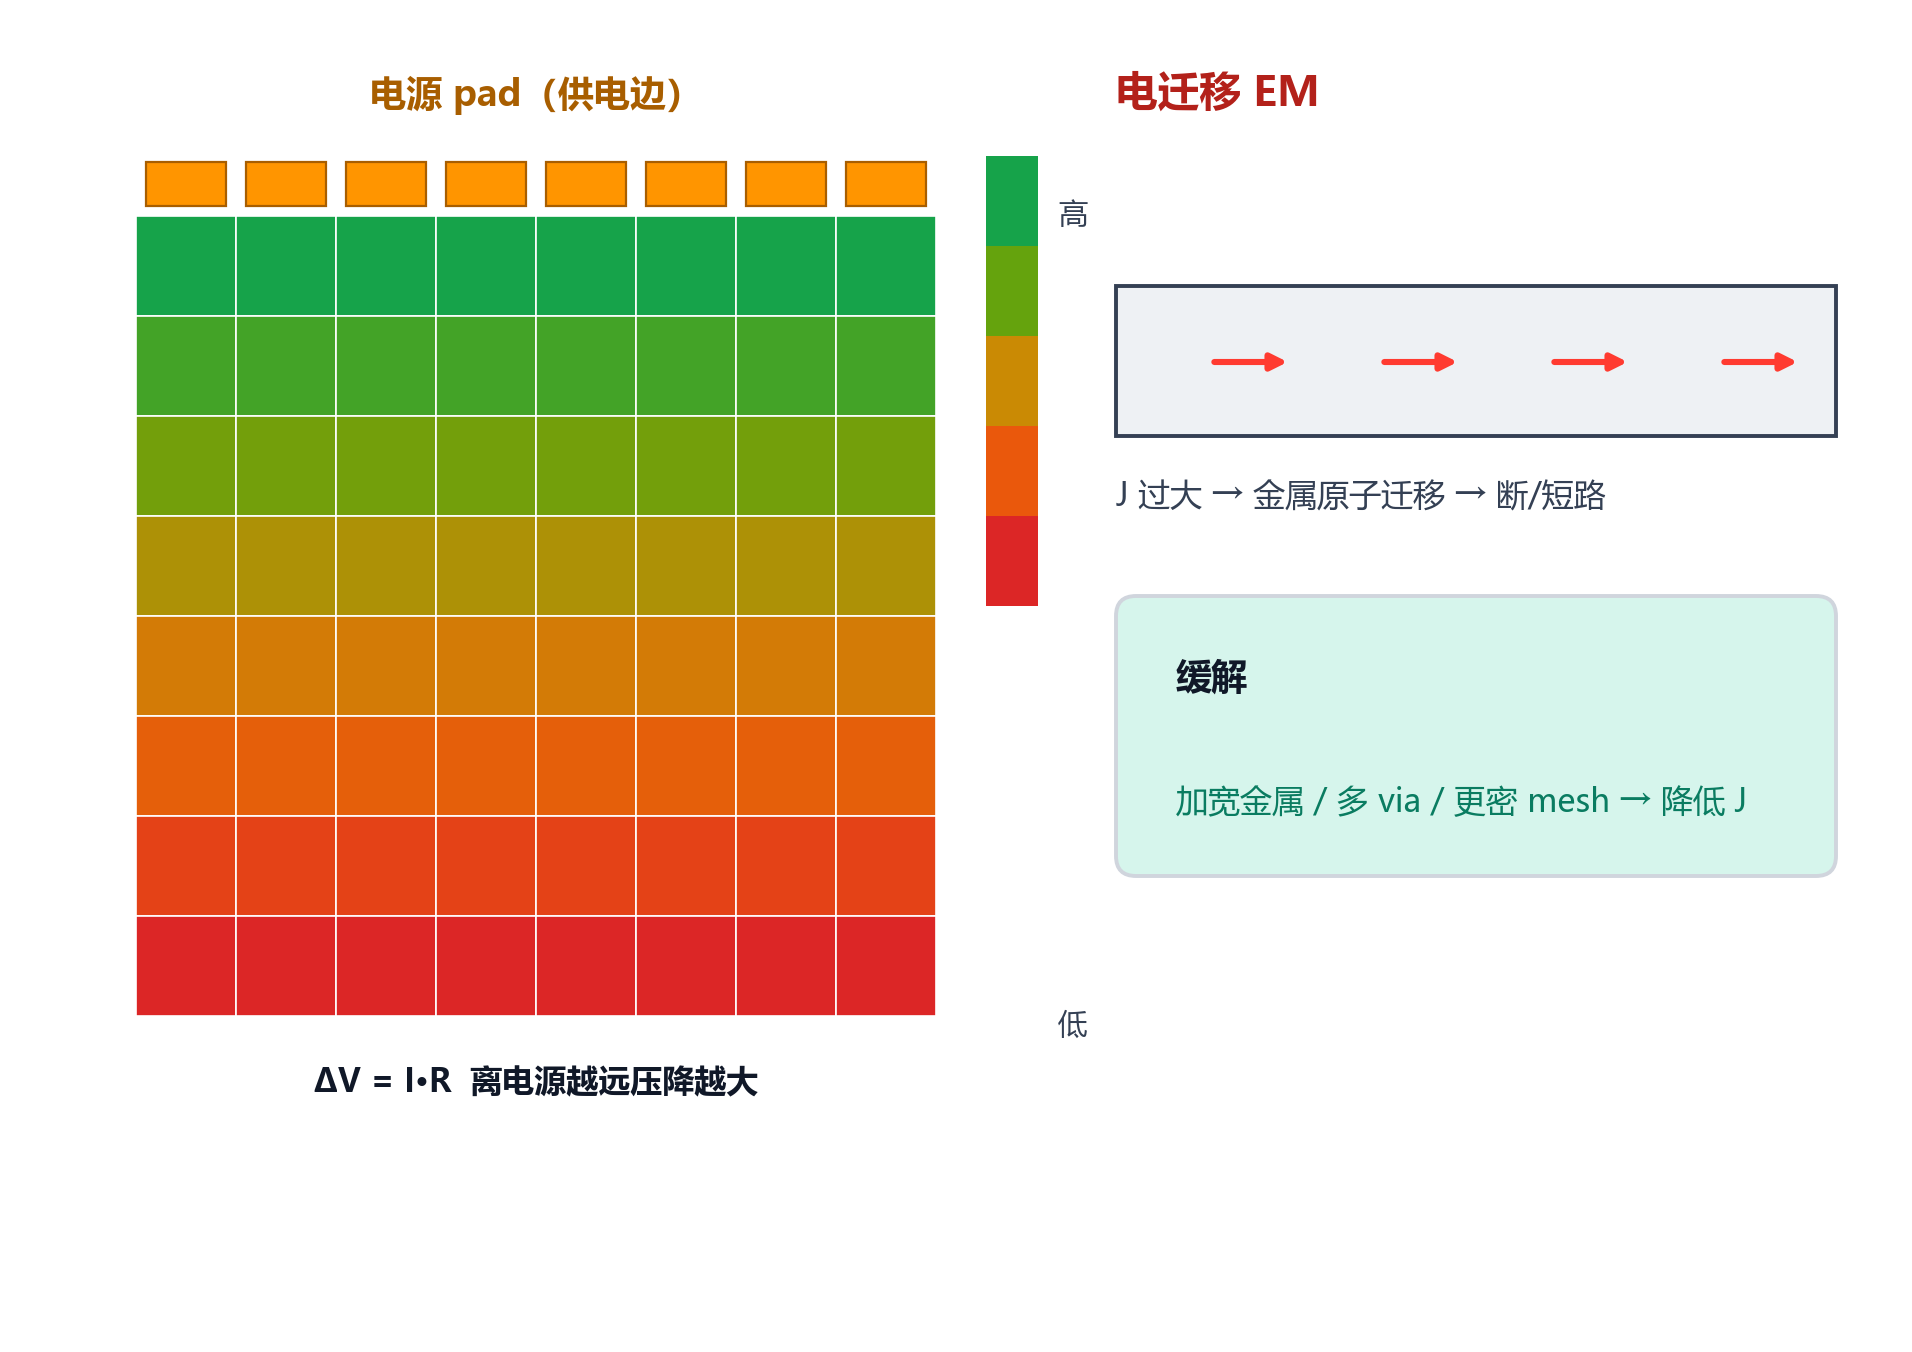 电源 pad（供电边）
高
低
ΔV = I·R 离电源越远压降越大
电迁移 EM
J 过大 → 金属原子迁移 → 断/短路
缓解
加宽金属 / 多 via / 更密 mesh → 降低 J